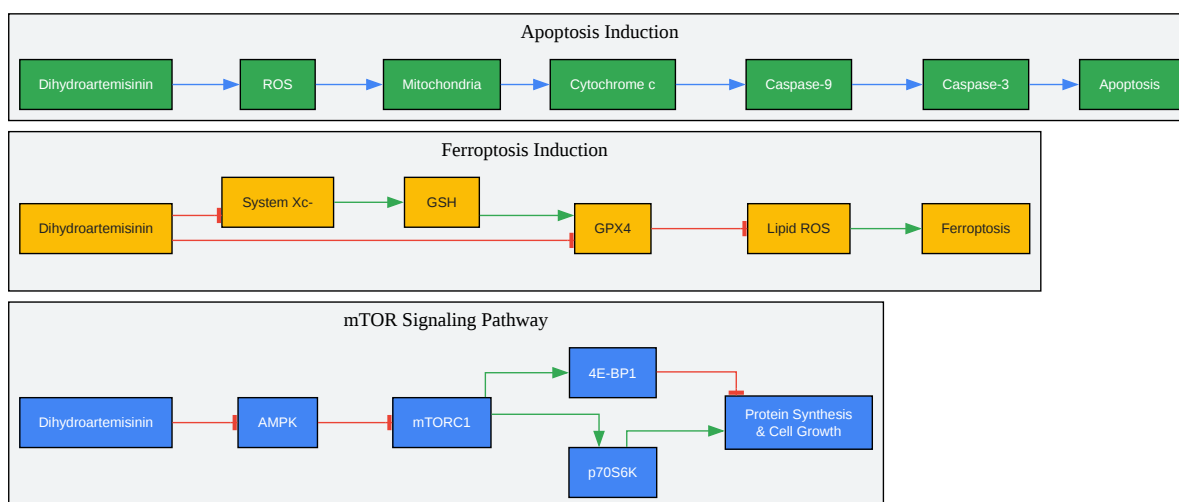 Apoptosis Induction
Dihydroartemisinin
ROS
Mitochondria
Cytochrome c
Caspase-9
Caspase-3
Apoptosis
Ferroptosis Induction
Dihydroartemisinin
System Xc-
GSH
GPX4
Lipid ROS
Ferroptosis
mTOR Signaling Pathway
Dihydroartemisinin
AMPK
mTORC1
4E-BP1
p70S6K
Protein Synthesis
& Cell Growth